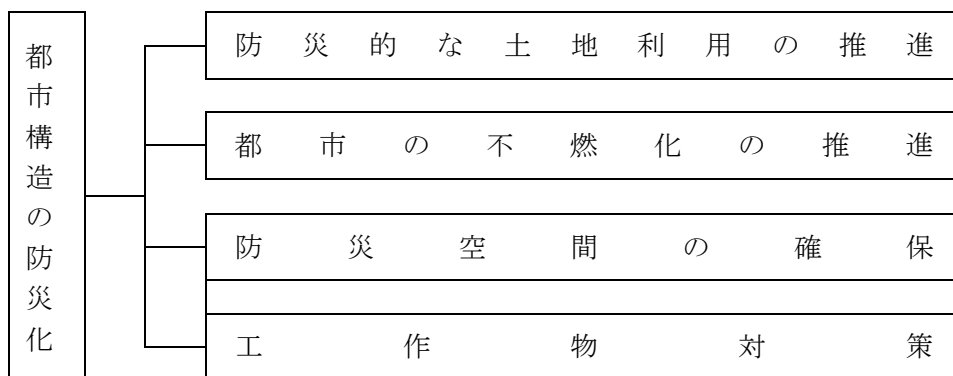 都市構造の防災化
防災的な土地利用の推進
都市の不燃化の推進
防災空間の確保
工作物対策